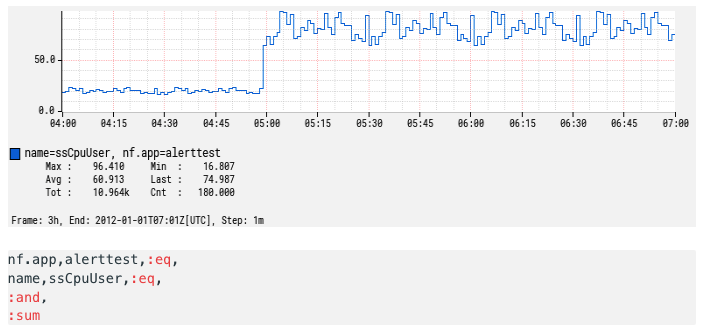 50.0
0.0
04:00 04:15 04:30 04:45 05:00 05:15 05:30 05:45 06:00 06:15 06:30 06:45 07:00
name=ssCpuUser, nf.app=alerttest
Max : 96.410 Min : 16.807
Avg : 60.913 Last : 74.987
Tot : 10.964k Cnt : 180.000
Frame: 3h, End: 2012-01-01T07:01Z[UTC], Step: 1m
nf.app,alerttest,:eq,
name,ssCpuUser,:eq,
:and,
:sum